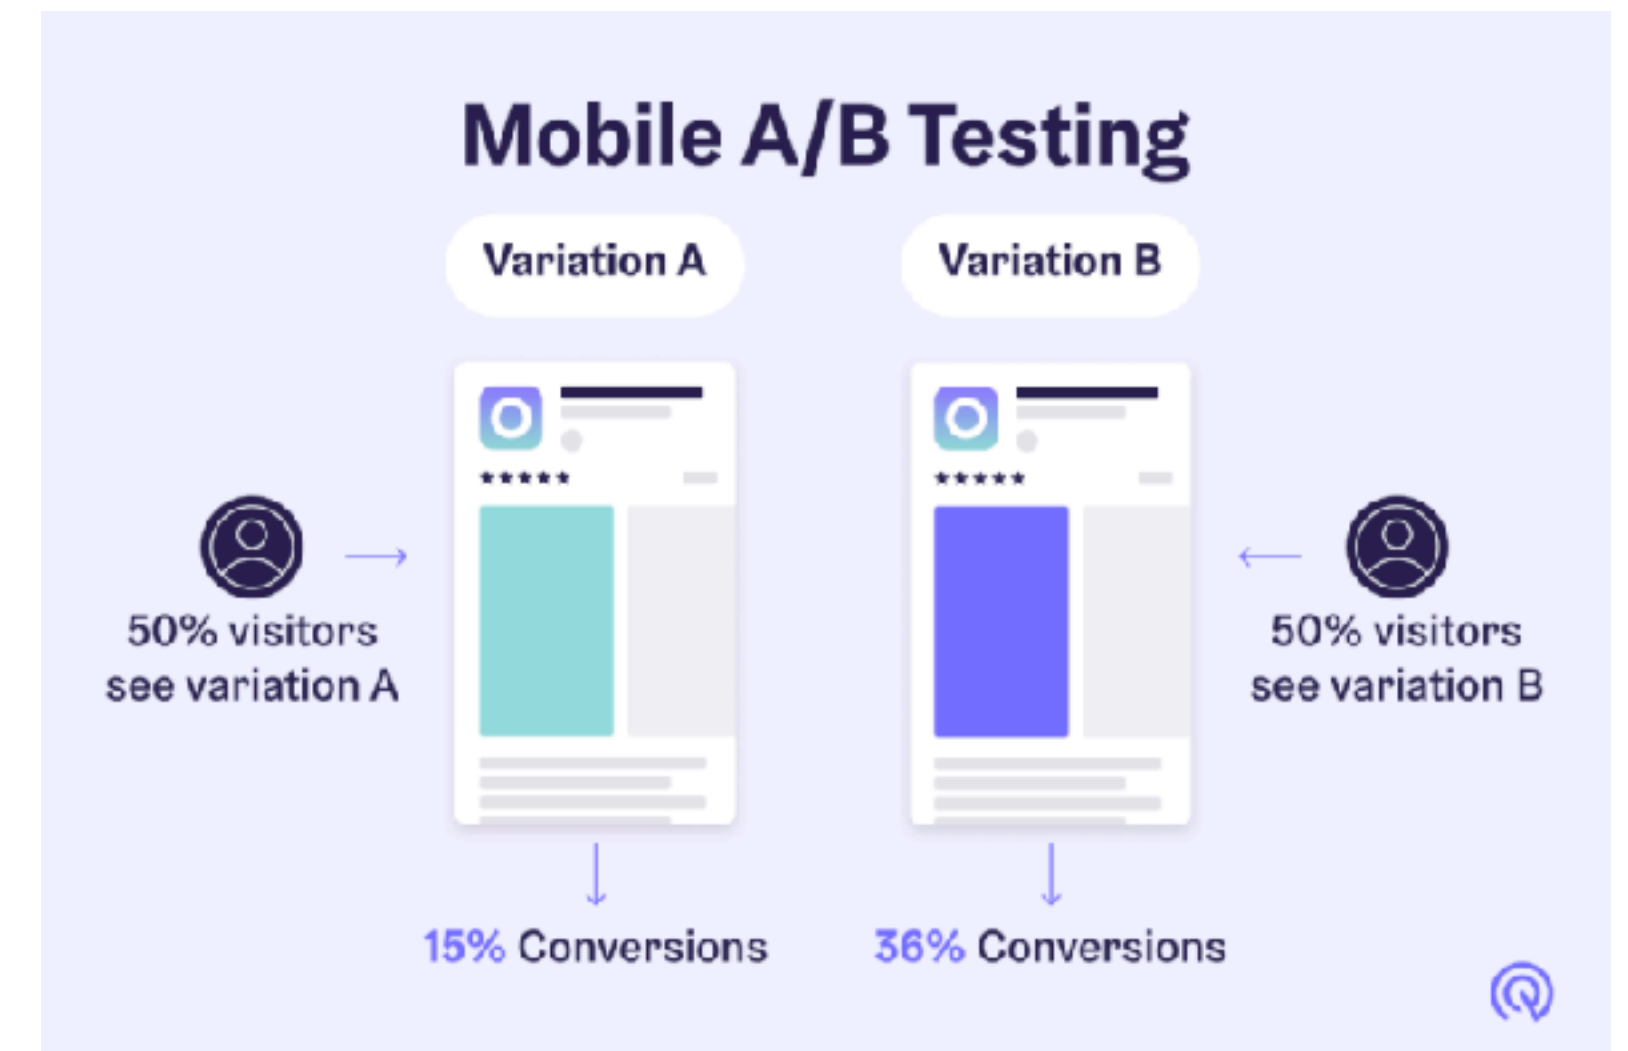 Mobile A/B Testing
Variation A
Variation B
50% visitors
see variation A
50% visitors
see variation B
15% Conversions
36% Conversions